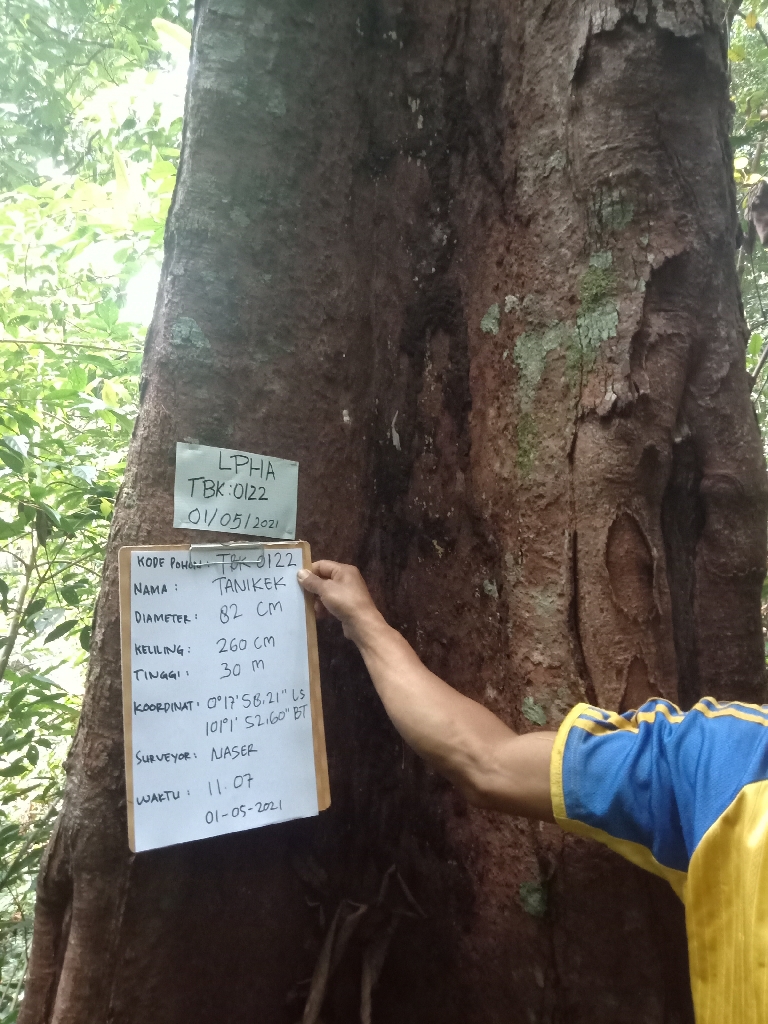 LPHA
TBK:0122
01/05/2021
KODE POHON: TBK 0122
NAMA : TANIKEK
DIAMETER: 82 CM
KELILING: 260 CM
TINGGI: 30 M
KOORDINAT: 0°17'58,21" LS
101°1' 52,60" BT
SURVEYOR: NASER
WAKTU : 11.07
01-05-2021